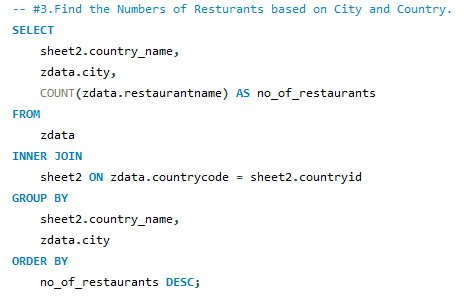 -- #3.Find the Numbers of Resturants based on City and Country.
SELECT
    sheet2.country_name,
    zdata.city,
    COUNT(zdata.restaurantname) AS no_of_restaurants
FROM
    zdata
INNER JOIN
    sheet2 ON zdata.countrycode = sheet2.countryid
GROUP BY
    sheet2.country_name,
    zdata.city
ORDER BY
    no_of_restaurants DESC;